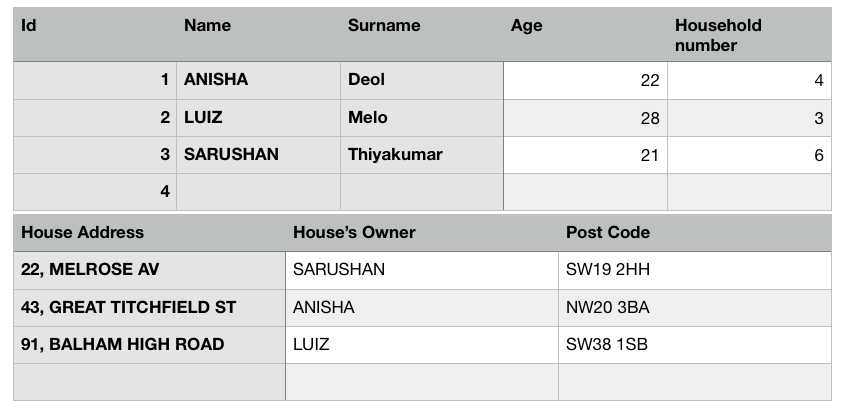 Id Name Surname Age Household number
1 ANISHA Deol 22 4
2 LUIZ Melo 28 3
3 SARUSHAN Thiyakumar 21 6
4
House Address House's Owner Post Code
22, MELROSE AV SARUSHAN SW19 2HH
43, GREAT TITCHFIELD ST ANISHA NW20 3BA
91, BALHAM HIGH ROAD LUIZ SW38 1SB